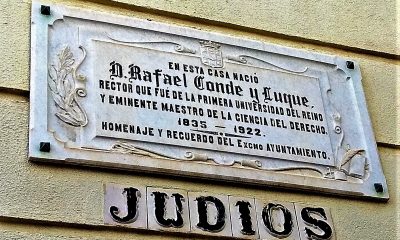 EN ESTA CASA NACIÓ
D. Rafael Conde y Luque,
RECTOR QUE FUE DE LA PRIMERA UNIVERSIDAD DEL REINO
Y EMINENTE MAESTRO DE LA CIENCIA DEL DERECHO.
1835 - 1922.
HOMENAJE Y RECUERDO DEL EXCMO AYUNTAMIENTO.
JUDIOS